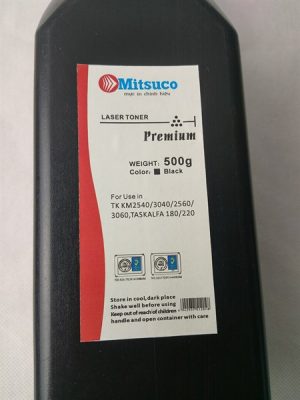 Mitsuco
mực in chính hiệu
LASER TONER
Premium
WEIGHT: 500g
Color: Black
For Use in
TK KM2540/3040/2560/
3060,TASKALFA 180/220
Store in cool,dark place
Shake well before using
Keep out of reach of children
handle and open container with care